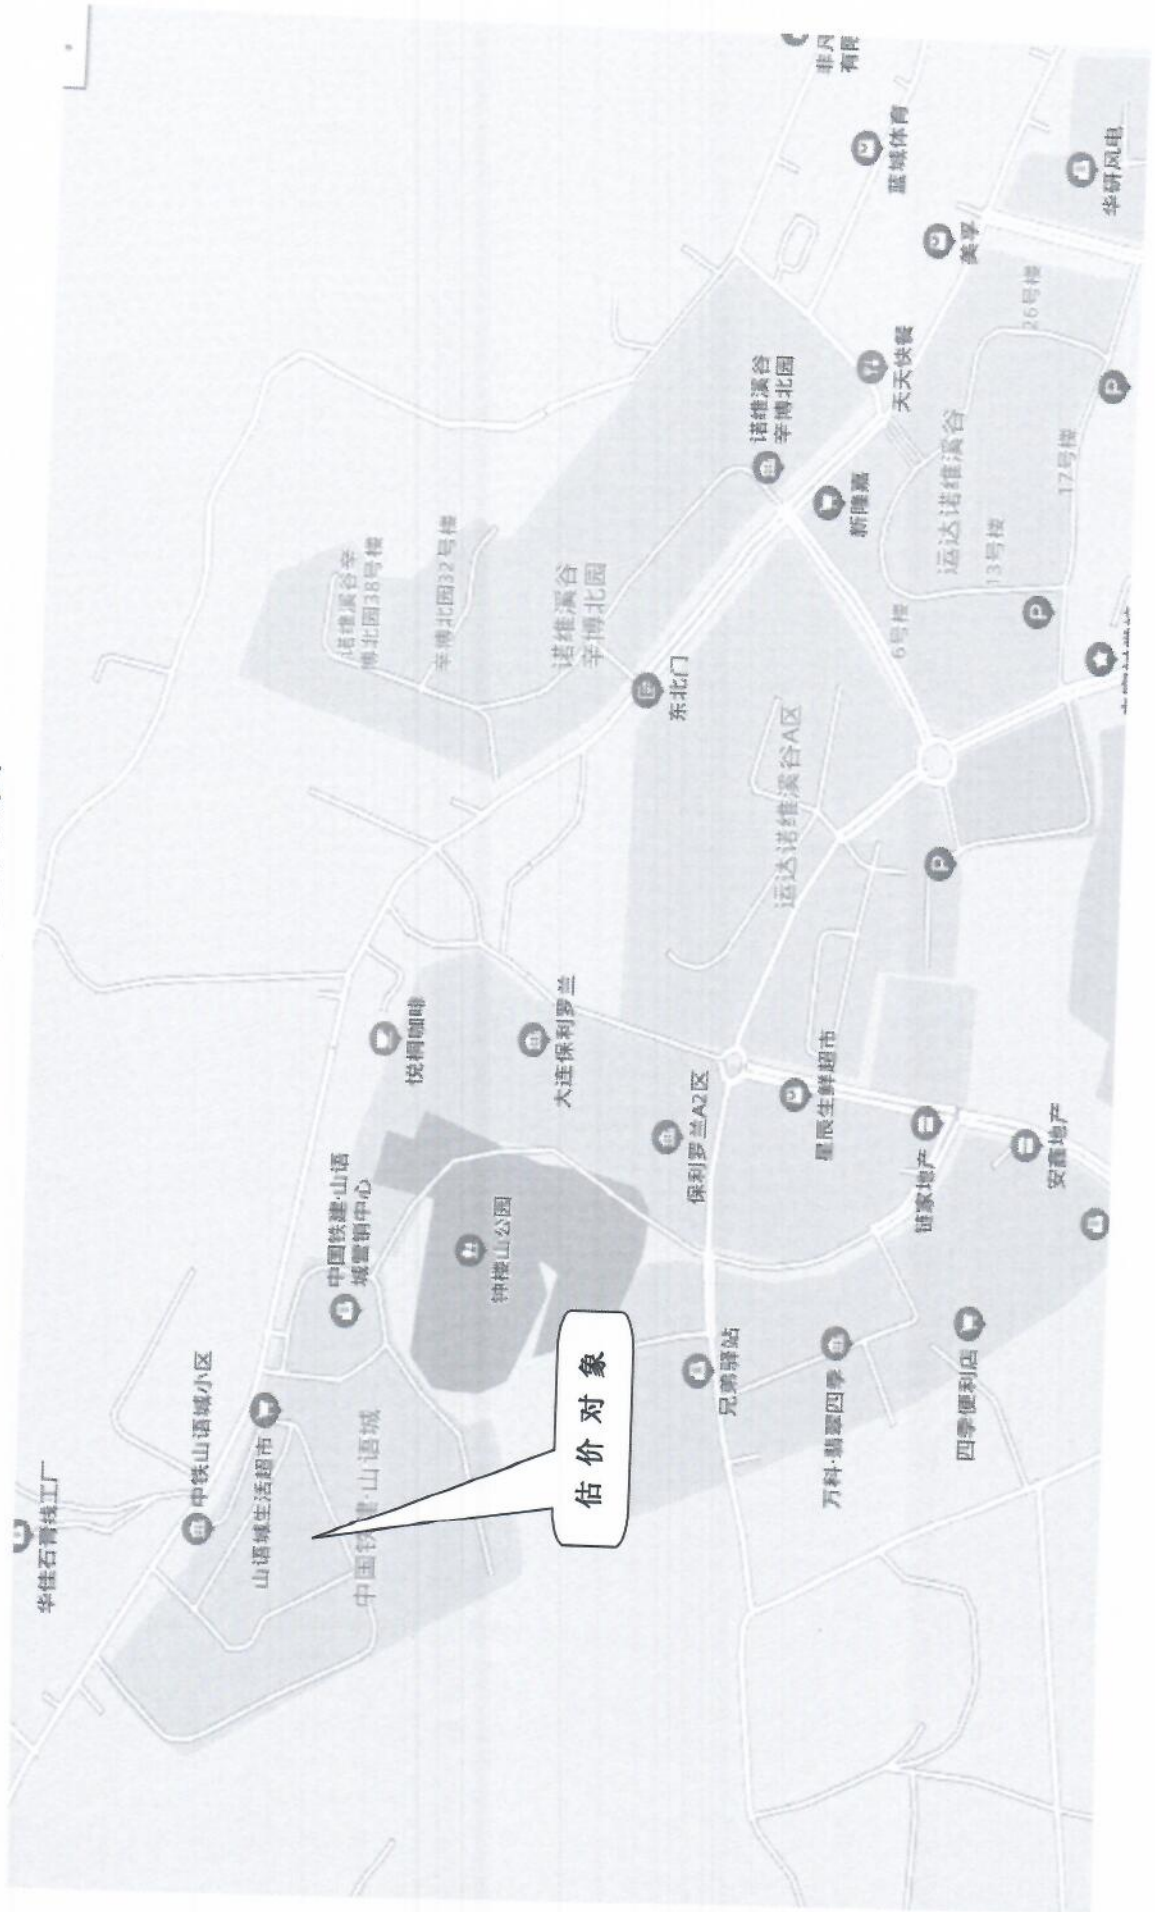 华佳石膏线工厂
中铁山语城小区
山语城生活超市
中国铁建·山语
城营销中心
中国铁建·山语城
诺维溪谷辛
博北园38号楼
悦桐咖啡
辛博北园32号楼
钟楼山公园
大连保利罗兰
诺维溪谷
辛博北园
估价对象
东北门
保利罗兰A2区
兄弟驿站
诺维溪谷
辛博北园
运达诺维溪谷A区
星辰生鲜超市
万科·翡翠四季
新隆嘉
天天快餐
蓝城体育
非凡
有限
6号楼
链家地产
运达诺维溪谷
四季便利店
美孚
P
13号楼
26号楼
P
安鑫地产
17号楼
华研风电
P